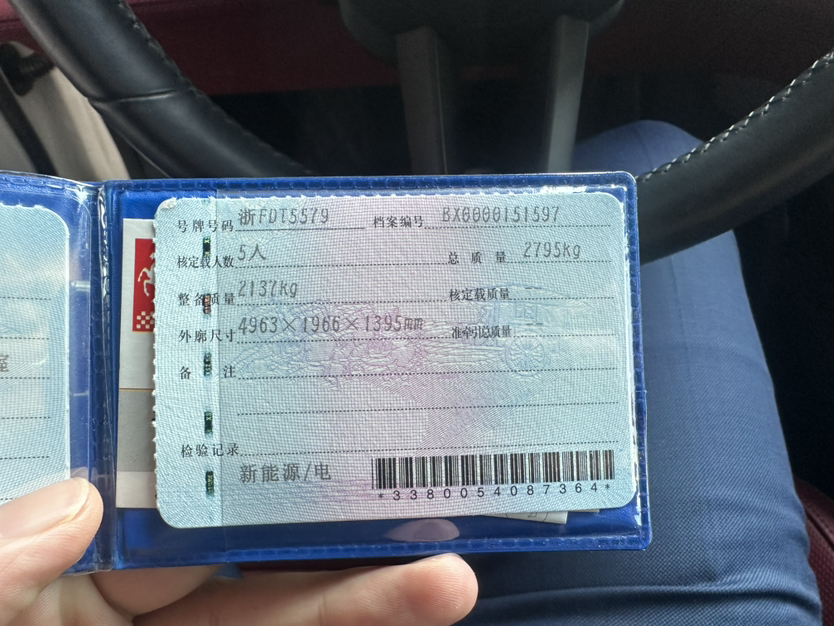 号牌号码 浙FDT5579 档案编号 BX0000151597
核定载人数 5人 总质量 2795kg
整备质量 2137kg 核定载质量 --
外廓尺寸 4963×1966×1395mm 准牵引总质量 --
备注
检验记录
新能源/电
*3380054087364*